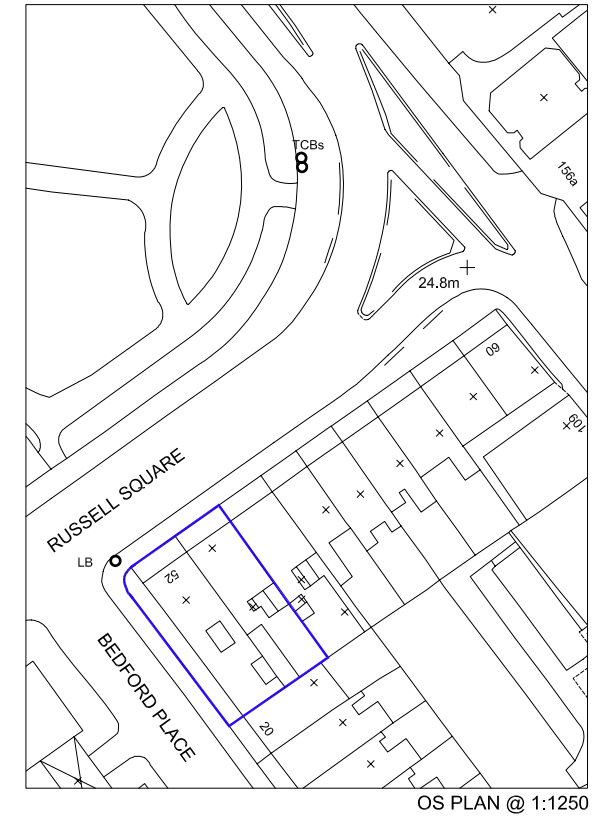 TCBs
156a
24.8m
60
109
RUSSELL SQUARE
LB
52
BEDFORD PLACE
20
OS PLAN @ 1:1250